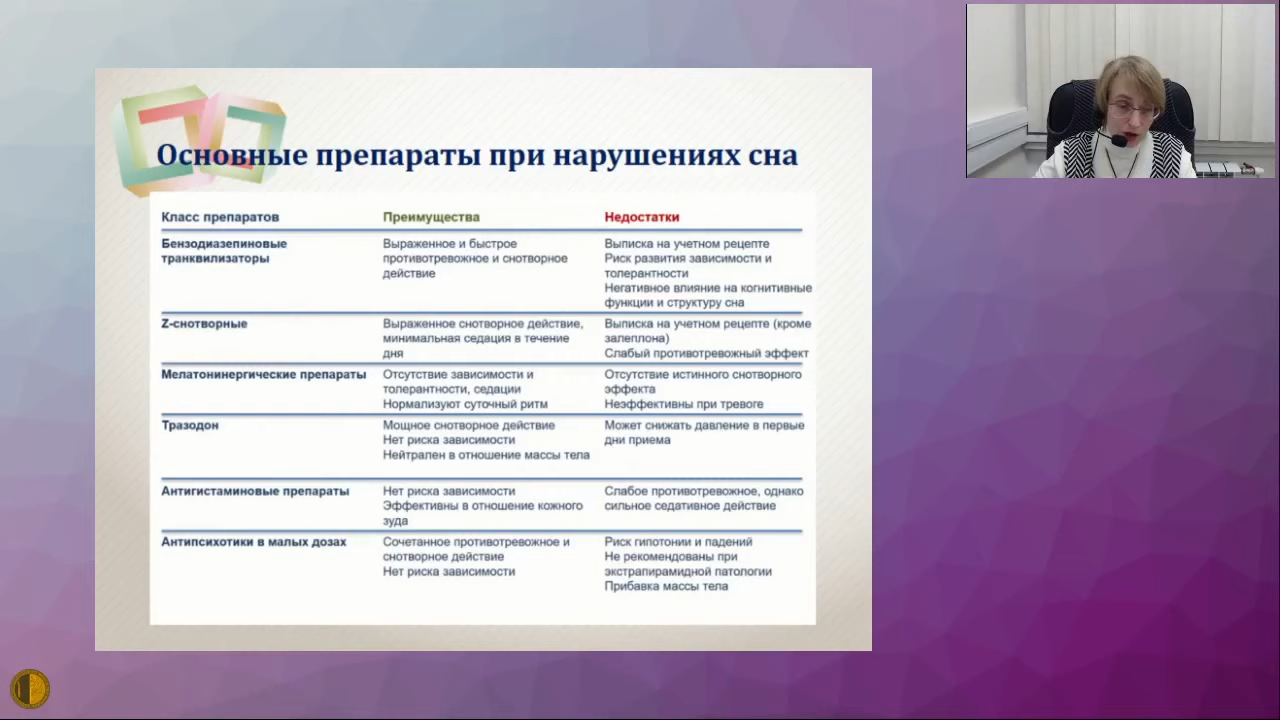 Основные препараты при нарушениях сна
Класс препаратов
Преимущества
Недостатки
Бензодиазепиновые
транквилизаторы
Выраженное и быстрое
противотревожное и снотворное
действие
Выписка на учетном рецепте
Риск развития зависимости и
толерантности
Негативное влияние на когнитивные
функции и структуру сна
Z-снотворные
Выраженное снотворное действие,
минимальная седация в течение
дня
Выписка на учетном рецепте (кроме
залеплона)
Слабый противотревожный эффект
Мелатонинергические препараты
Отсутствие зависимости и
толерантности, седации
Нормализуют суточный ритм
Отсутствие истинного снотворного
эффекта
Неэффективны при тревоге
Тразодон
Мощное снотворное действие
Нет риска зависимости
Нейтрален в отношение массы тела
Может снижать давление в первые
дни приема
Антигистаминовые препараты
Нет риска зависимости
Эффективны в отношение кожного
зуда
Слабое противотревожное, однако
сильное седативное действие
Антипсихотики в малых дозах
Сочетанное противотревожное и
снотворное действие
Нет риска зависимости
Риск гипотонии и падений
Не рекомендованы при
экстрапирамидной патологии
Прибавка массы тела